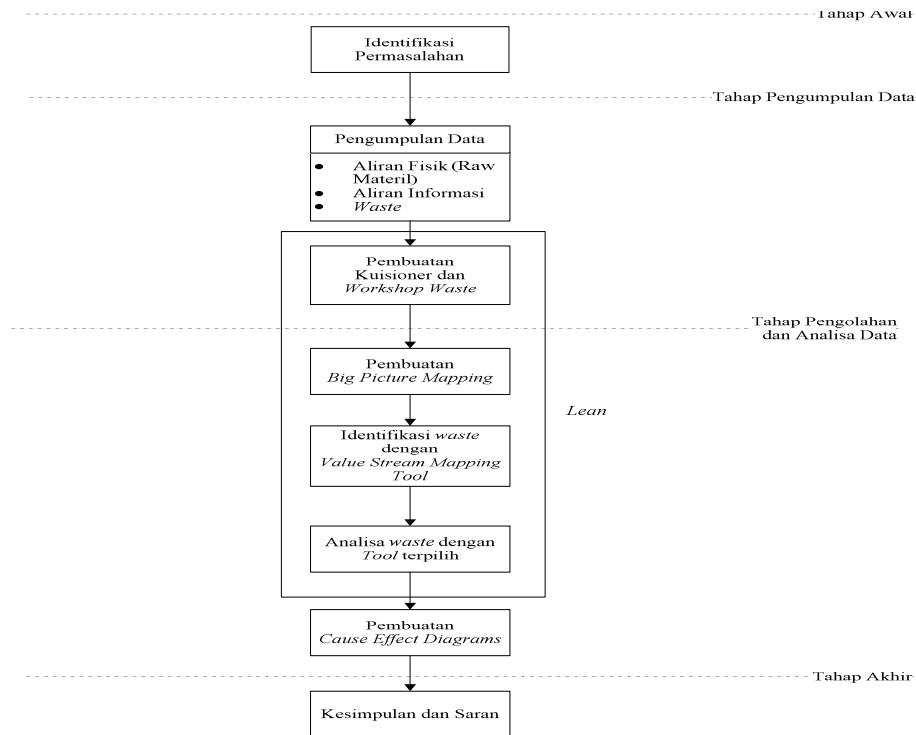 Tahap Awal
Identifikasi
Permasalahan
Tahap Pengumpulan Data
Pengumpulan Data
● Aliran Fisik (Raw
Materil)
● Aliran Informasi
● Waste
Pembuatan
Kuisioner dan
Workshop Waste
Tahap Pengolahan
dan Analisa Data
Pembuatan
Big Picture Mapping
Lean
Identifikasi waste
dengan
Value Stream Mapping
Tool
Analisa waste dengan
Tool terpilih
Pembuatan
Cause Effect Diagrams
Tahap Akhir
Kesimpulan dan Saran